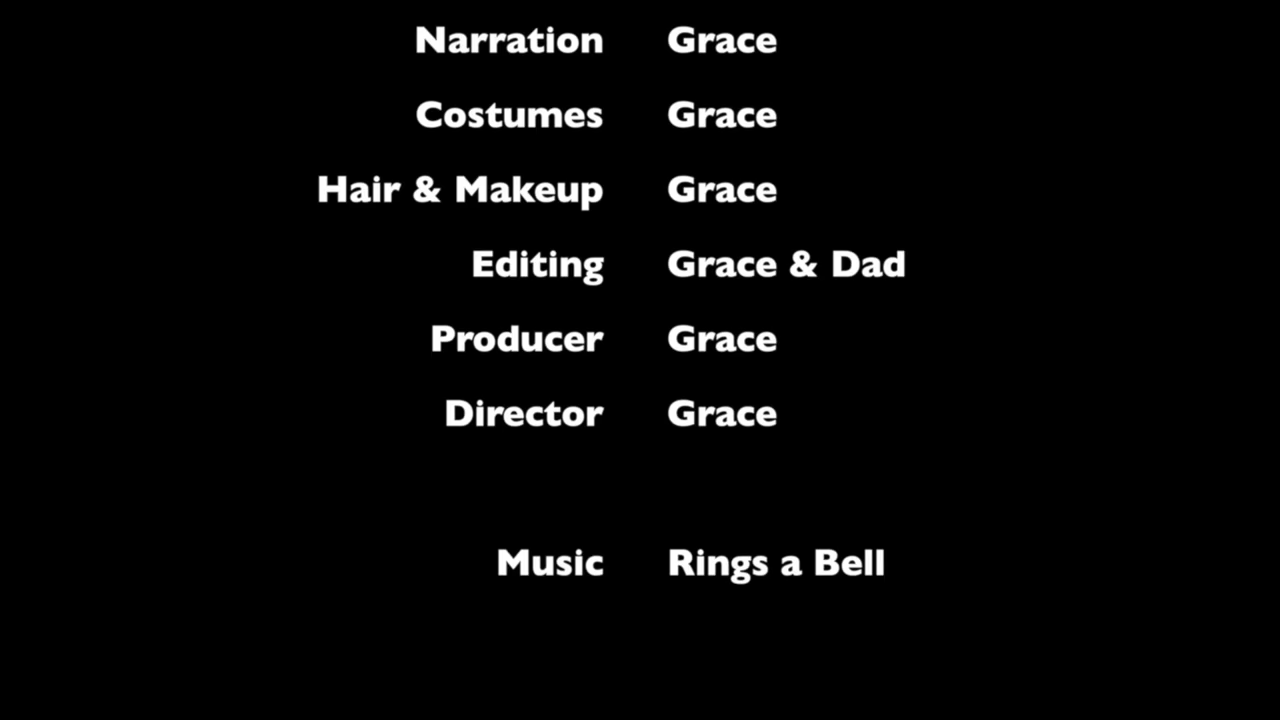 Narration Grace
Costumes Grace
Hair & Makeup Grace
Editing Grace & Dad
Producer Grace
Director Grace
Music Rings a Bell